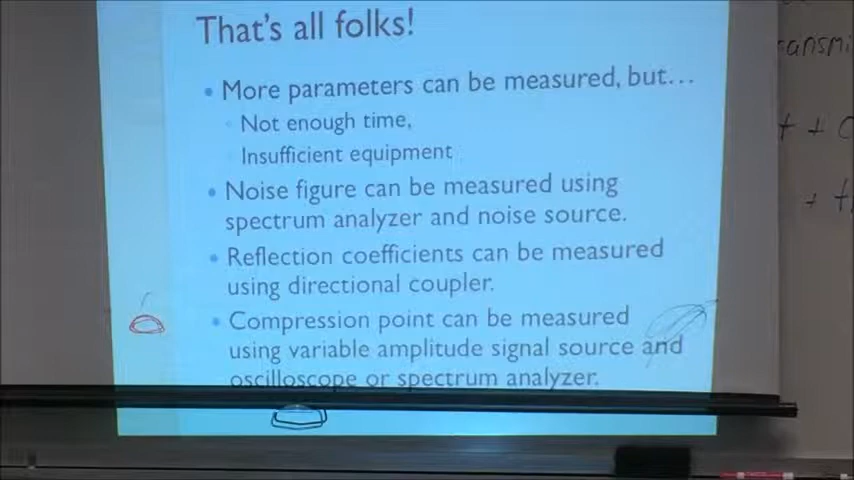 That's all folks!
• More parameters can be measured, but...
Not enough time,
Insufficient equipment
• Noise figure can be measured using
spectrum analyzer and noise source.
• Reflection coefficients can be measured
using directional coupler.
• Compression point can be measured
using variable amplitude signal source and
oscilloscope or spectrum analyzer.